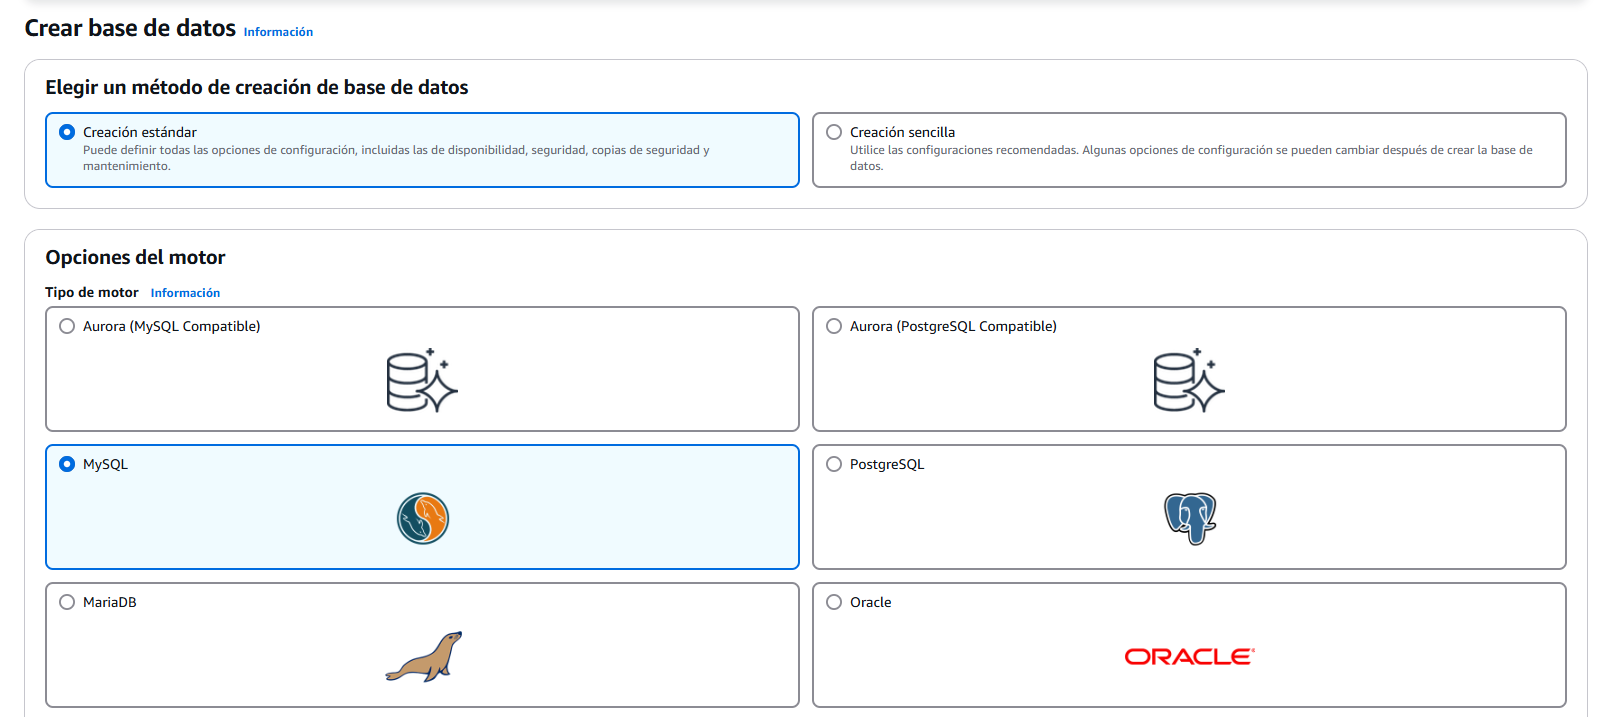 Crear base de datos Información
Elegir un método de creación de base de datos
Creación estándar
Puede definir todas las opciones de configuración, incluidas las de disponibilidad, seguridad, copias de seguridad y
mantenimiento.
Creación sencilla
Utilice las configuraciones recomendadas. Algunas opciones de configuración se pueden cambiar después de crear la base de
datos.
Opciones del motor
Tipo de motor Información
Aurora (MySQL Compatible)
Aurora (PostgreSQL Compatible)
MySQL
PostgreSQL
MariaDB
Oracle
ORACLE